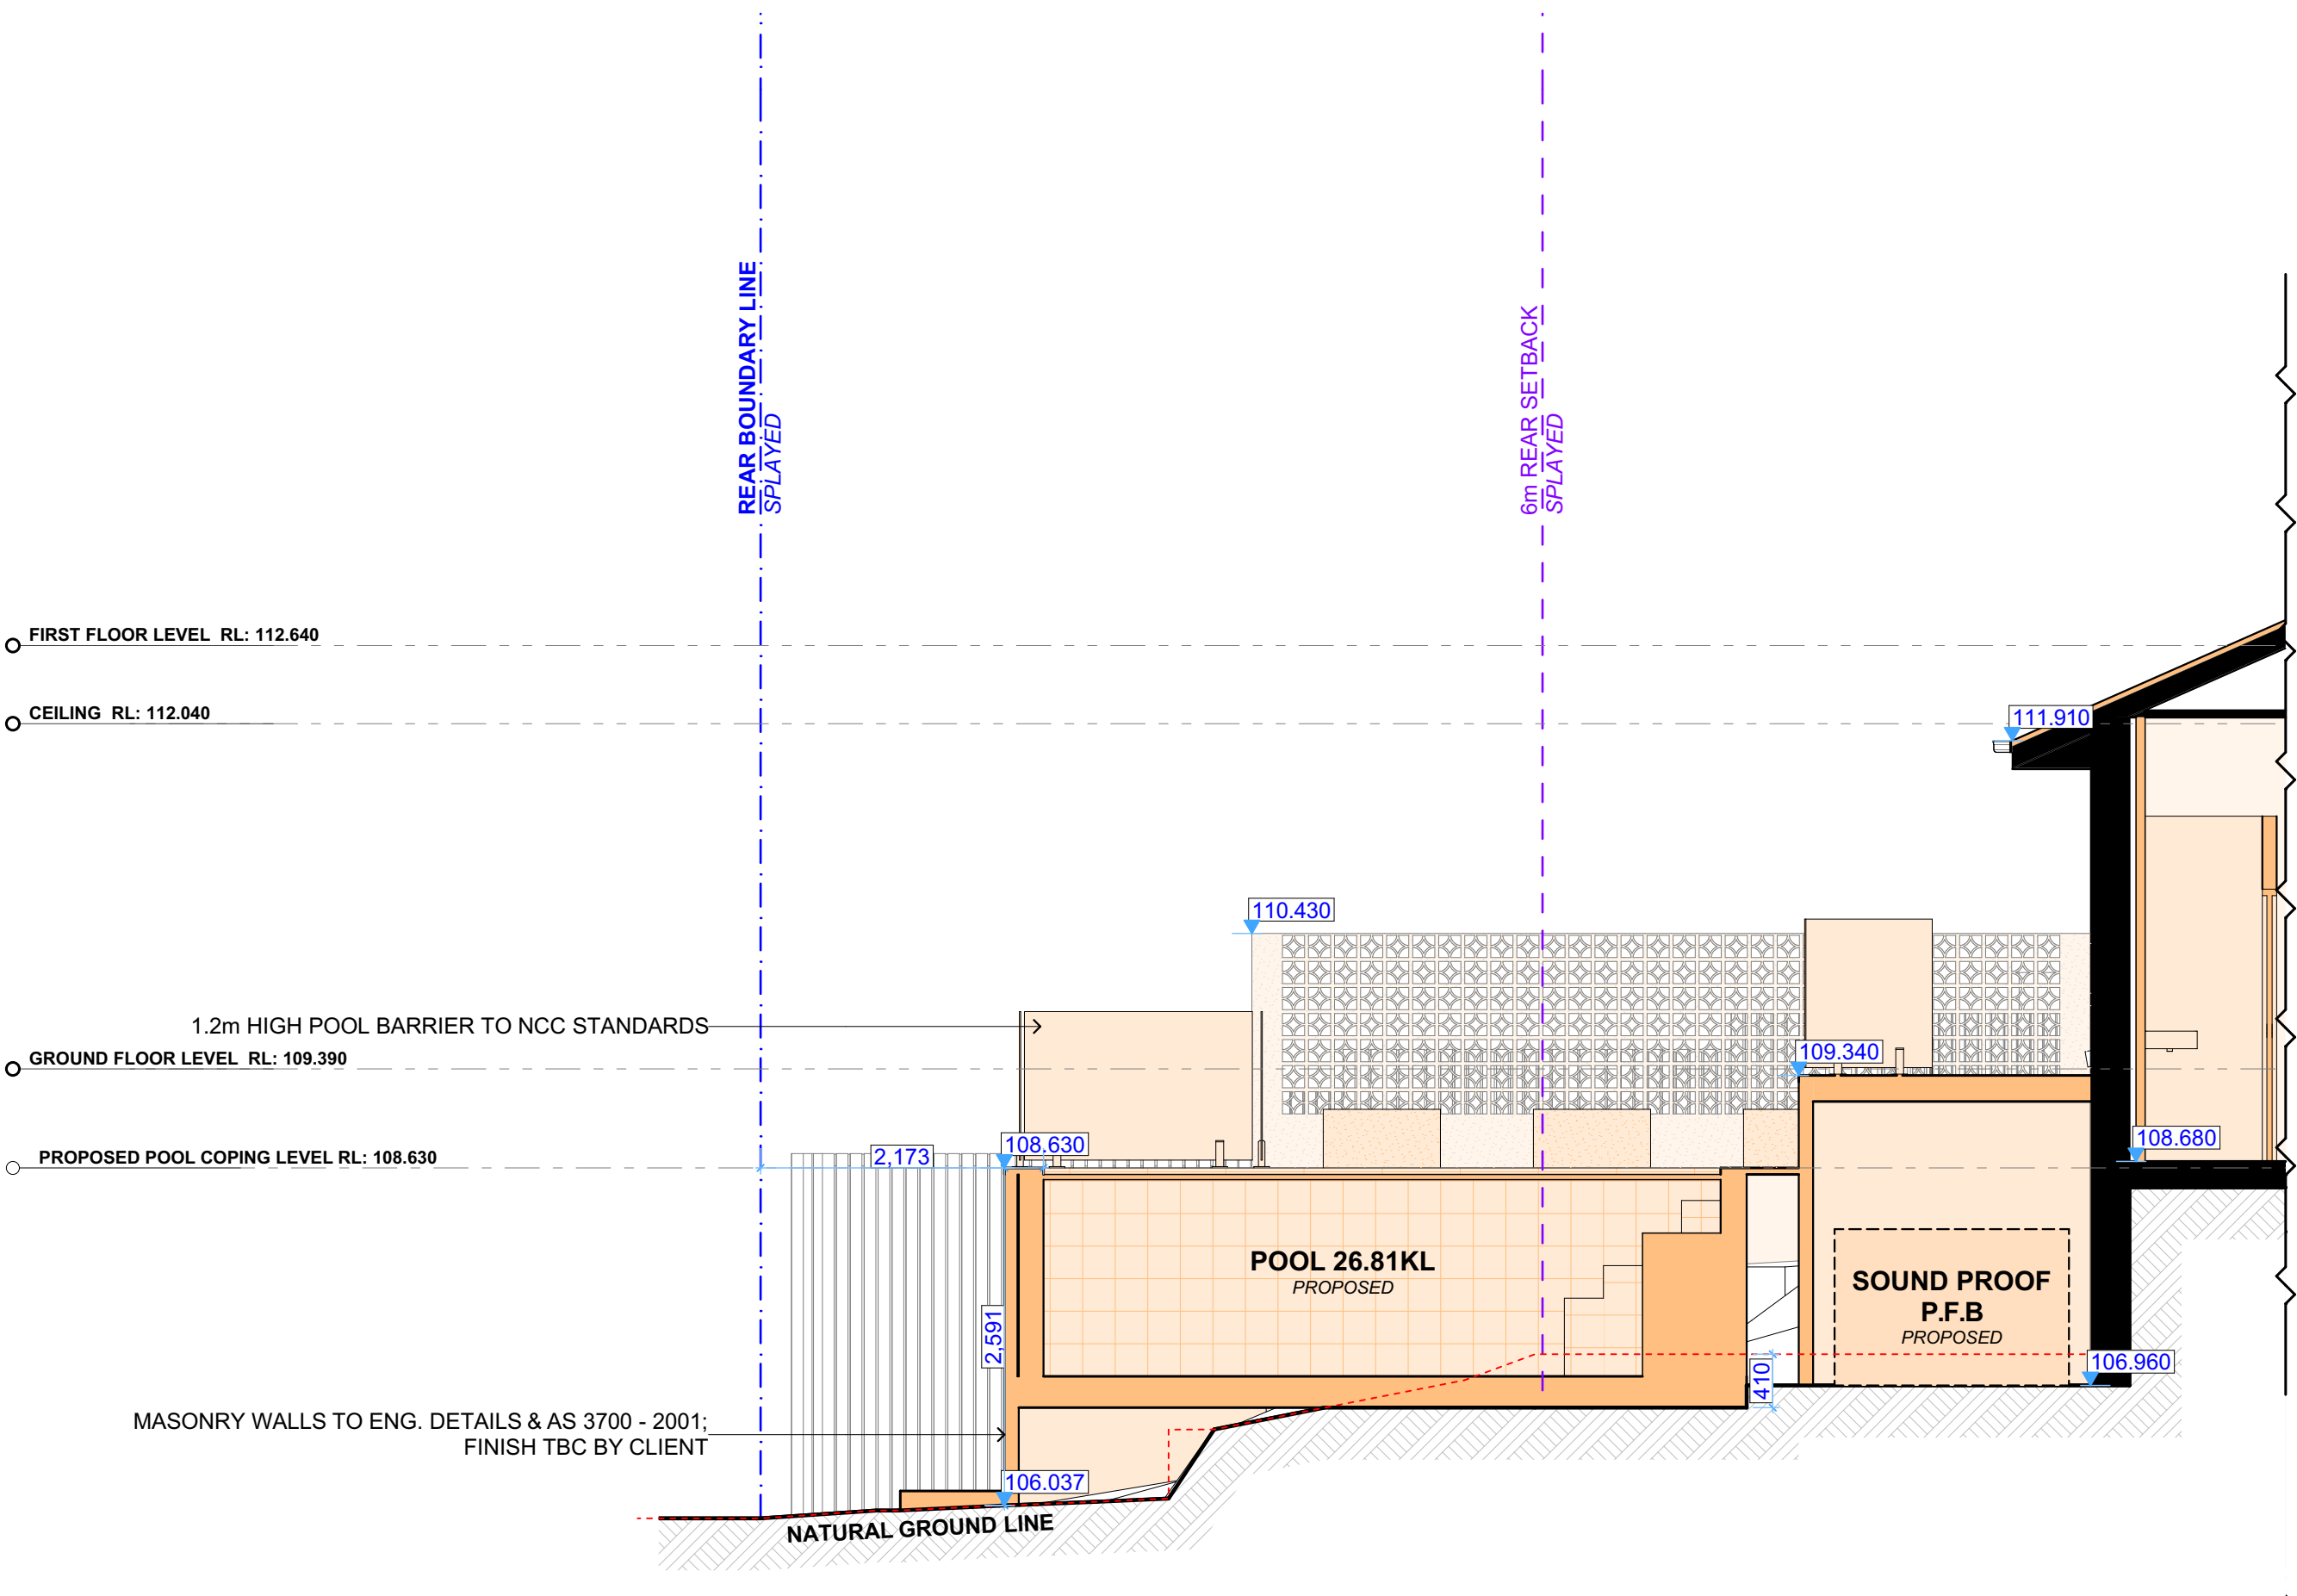 REAR BOUNDARY LINE
SPLAYED
6m REAR SETBACK
SPLAYED
FIRST FLOOR LEVEL  RL: 112.640
CEILING  RL: 112.040
111.910
110.430
1.2m HIGH POOL BARRIER TO NCC STANDARDS
GROUND FLOOR LEVEL  RL: 109.390
109.340
PROPOSED POOL COPING LEVEL RL: 108.630
2,173
108.630
108.680
POOL 26.81KL
PROPOSED
SOUND PROOF
P.F.B
PROPOSED
2,591
410
106.960
MASONRY WALLS TO ENG. DETAILS & AS 3700 - 2001;
FINISH TBC BY CLIENT
106.037
NATURAL GROUND LINE